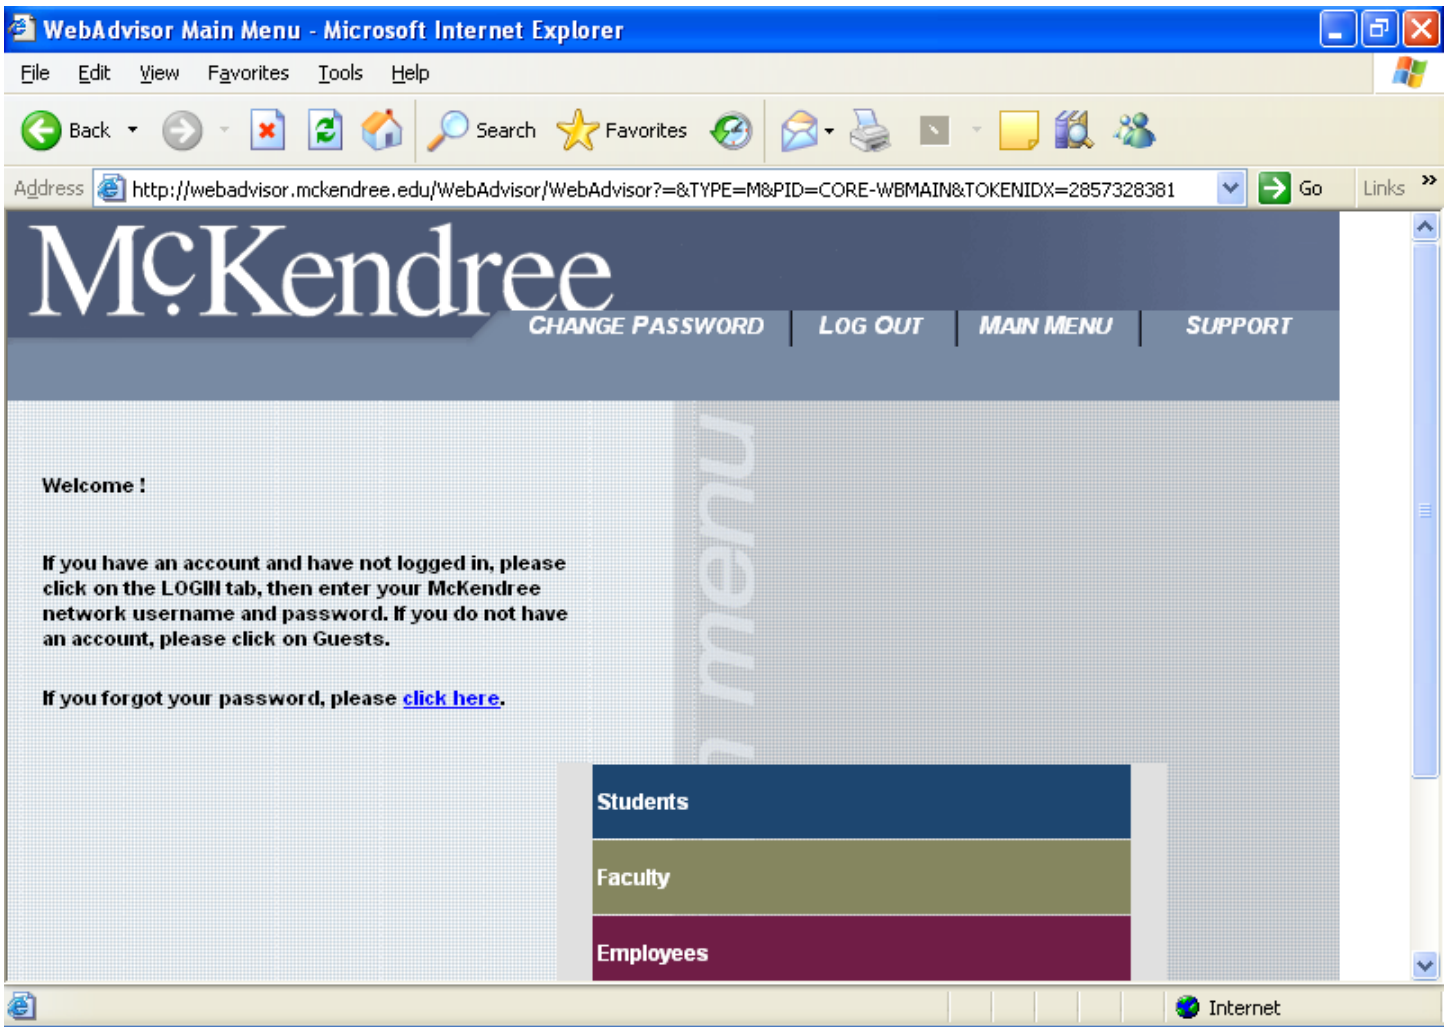 WebAdvisor Main Menu - Microsoft Internet Explorer
File Edit View Favorites Tools Help
Back Search Favorites
Address http://webadvisor.mckendree.edu/WebAdvisor/WebAdvisor?=&TYPE=M&PID=CORE-WBMAIN&TOKENIDX=2857328381 Go Links »
McKendree
CHANGE PASSWORD LOG OUT MAIN MENU SUPPORT
menu
Welcome !
If you have an account and have not logged in, please
click on the LOGIN tab, then enter your McKendree
network username and password. If you do not have
an account, please click on Guests.
If you forgot your password, please click here.
Students
Faculty
Employees
Internet